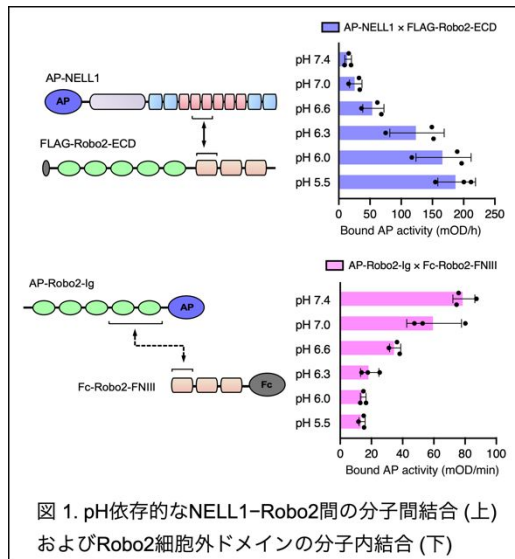 AP-NELL1 × FLAG-Robo2-ECD
AP-NELL1
AP
FLAG-Robo2-ECD
pH 7.4
pH 7.0
pH 6.6
pH 6.3
pH 6.0
pH 5.5
0 50 100 150 200 250
Bound AP activity (mOD/h)
AP-Robo2-Ig × Fc-Robo2-FNIII
AP-Robo2-Ig
AP
Fc-Robo2-FNIII
Fc
pH 7.4
pH 7.0
pH 6.6
pH 6.3
pH 6.0
pH 5.5
0 20 40 60 80 100
Bound AP activity (mOD/min)
図 1. pH依存的なNELL1−Robo2間の分子間結合 (上)
およびRobo2細胞外ドメインの分子内結合 (下)